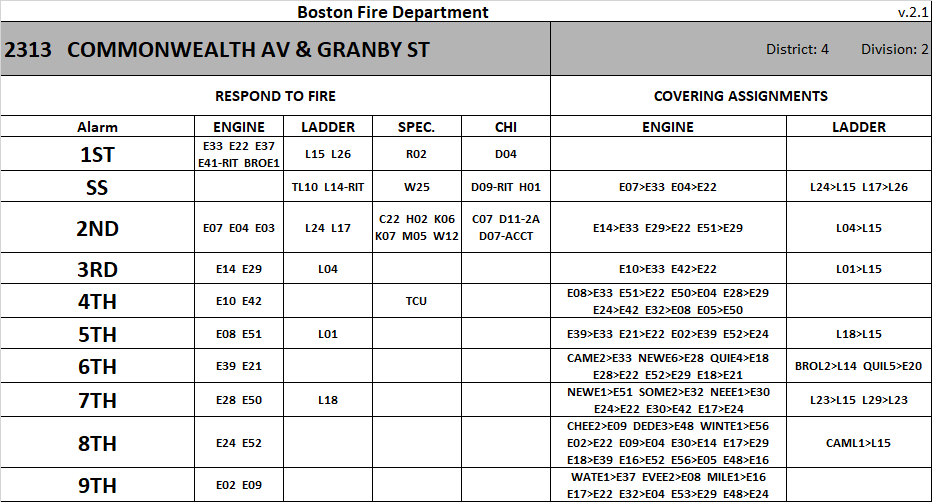 Boston Fire Department v.2.1
2313 COMMONWEALTH AV & GRANBY ST District: 4 Division: 2
RESPOND TO FIRE COVERING ASSIGNMENTS
Alarm ENGINE LADDER SPEC. CHI ENGINE LADDER
1ST E33 E22 E37 L15 L26 R02 D04
E41-RIT BROE1
SS TL10 L14-RIT W25 D09-RIT H01 E07>E33 E04>E22 L24>L15 L17>L26
2ND E07 E04 E03 L24 L17 C22 H02 K06 C07 D11-2A E14>E33 E29>E22 E51>E29 L04>L15
K07 M05 W12 D07-ACCT
3RD E14 E29 L04 E10>E33 E42>E22 L01>L15
4TH E10 E42 TCU E08>E33 E51>E22 E50>E04 E28>E29
E24>E42 E32>E08 E05>E50
5TH E08 E51 L01 E39>E33 E21>E22 E02>E39 E52>E24 L18>L15
6TH E39 E21 CAME2>E33 NEWE6>E28 QUIE4>E18 BROL2>L14 QUIL5>E20
E28>E22 E52>E29 E18>E21
7TH E28 E50 L18 NEWE1>E51 SOME2>E32 NEEE1>E30 L23>L15 L29>L23
E24>E22 E30>E42 E17>E24
8TH E24 E52 CHEE2>E09 DEDE3>E48 WINTE1>E56 CAML1>L15
E02>E22 E09>E04 E30>E14 E17>E29
E18>E39 E16>E52 E56>E05 E48>E16
9TH E02 E09 WATE1>E37 EVEE2>E08 MILE1>E16
E17>E22 E32>E04 E53>E29 E48>E24